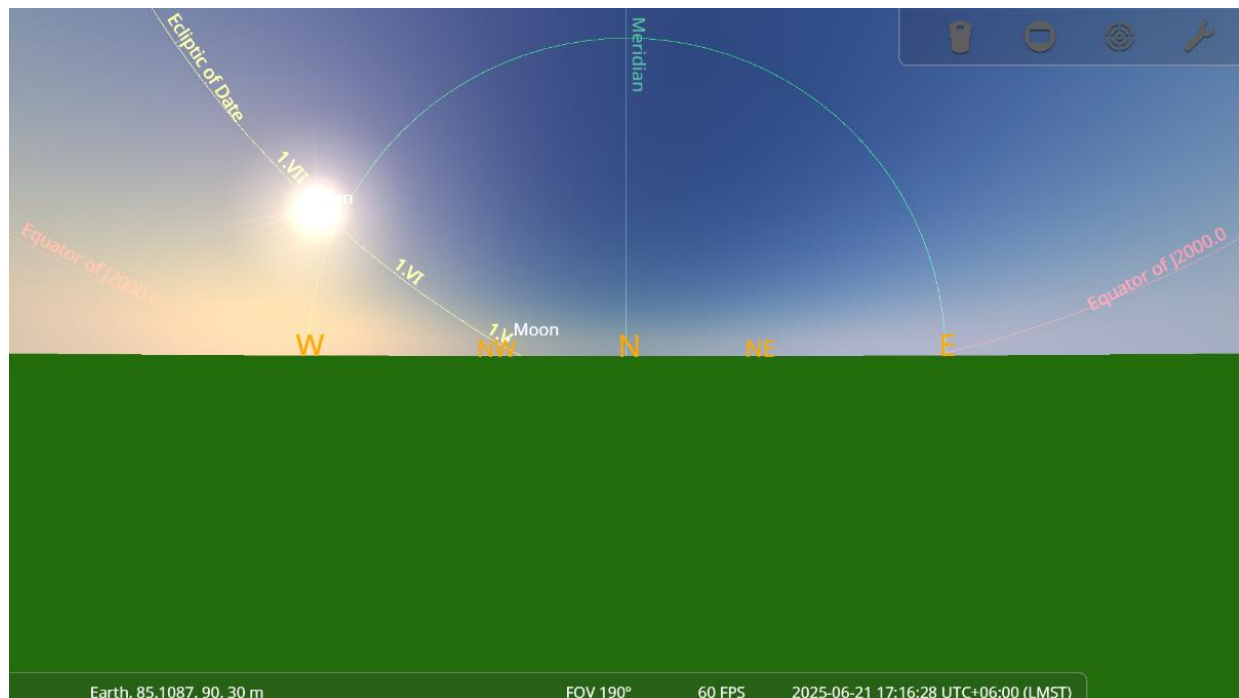 Ecliptic of Date
Meridian
1.VII
Equator of J2000.0
1.VI
Equator of J2000.0
Moon
W
NW
N
NE
E
Earth, 85.1087, 90, 30 m
FOV 190°
60 FPS
2025-06-21 17:16:28 UTC+06:00 (LMST)